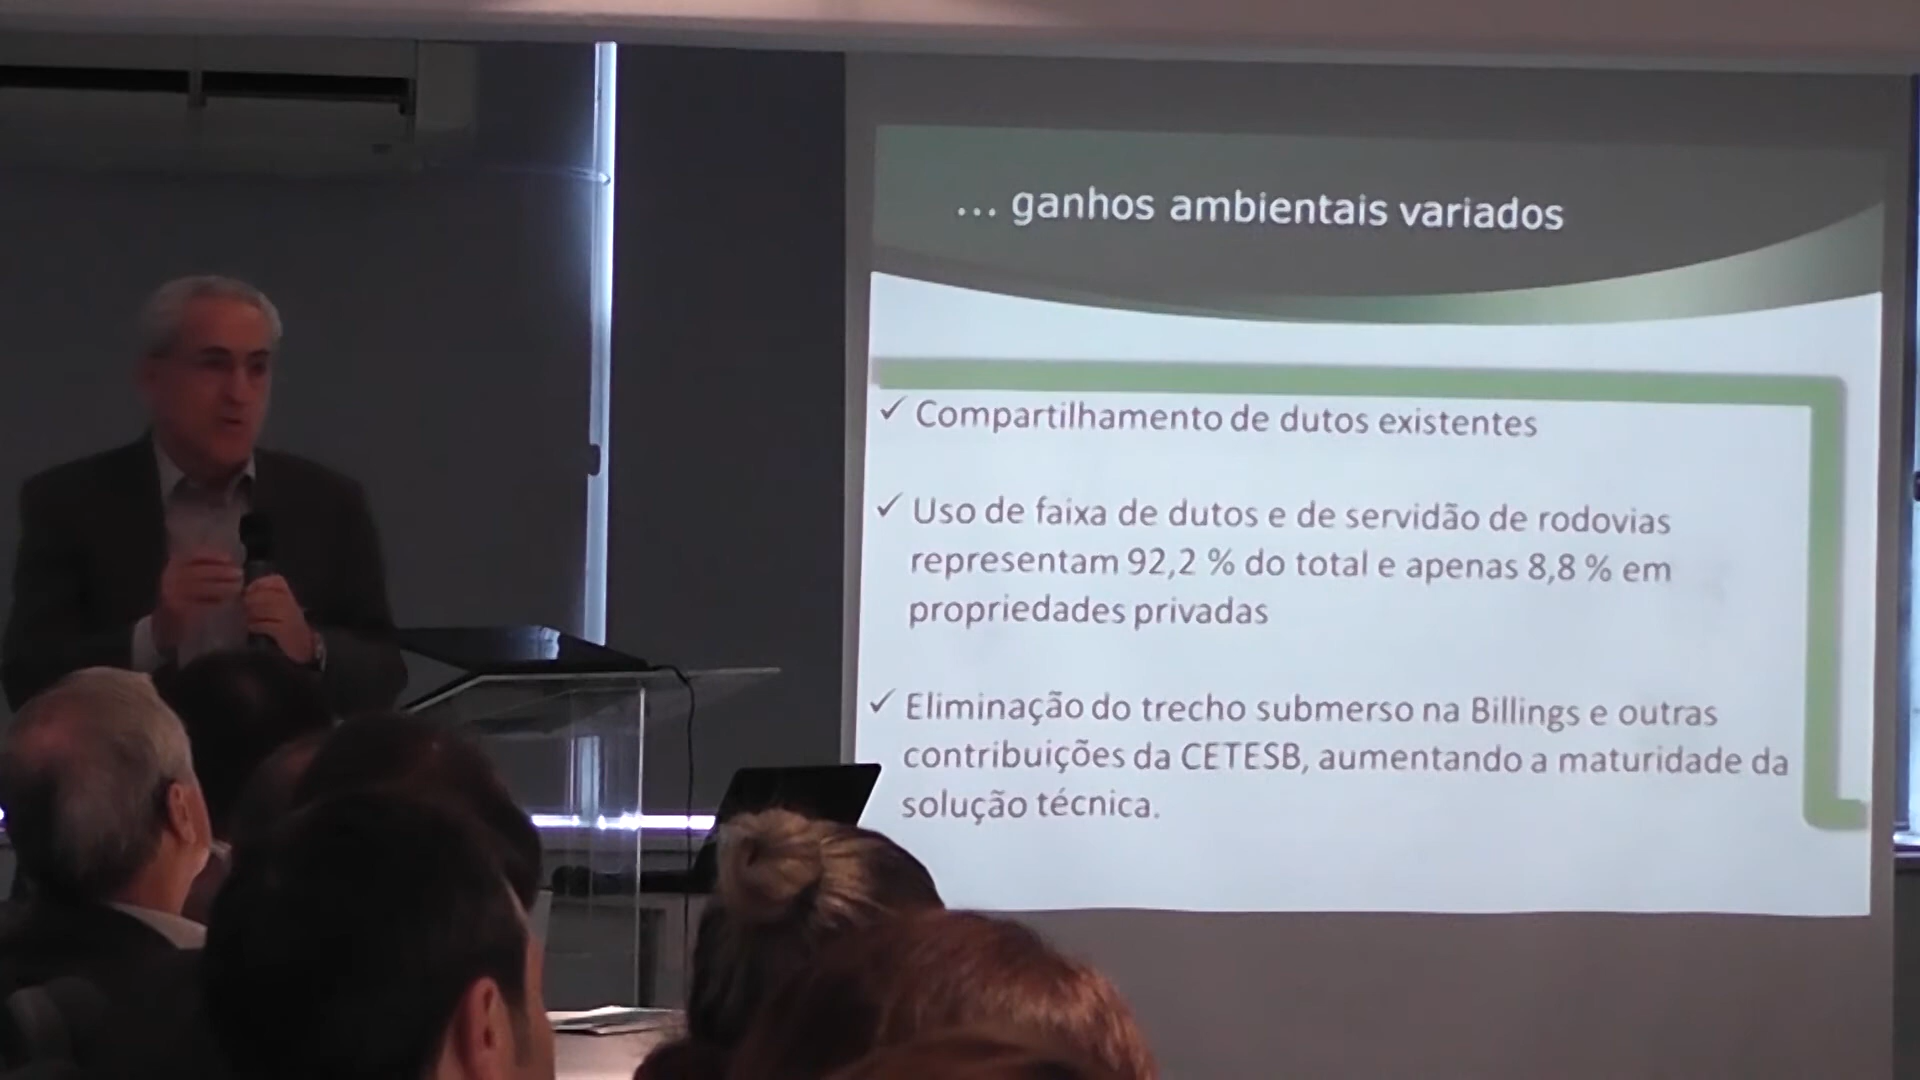 ... ganhos ambientais variados
✓ Compartilhamento de dutos existentes
✓ Uso de faixa de dutos e de servidão de rodovias
representam 92,2 % do total e apenas 8,8 % em
propriedades privadas
✓ Eliminação do trecho submerso na Billings e outras
contribuições da CETESB, aumentando a maturidade da
solução técnica.